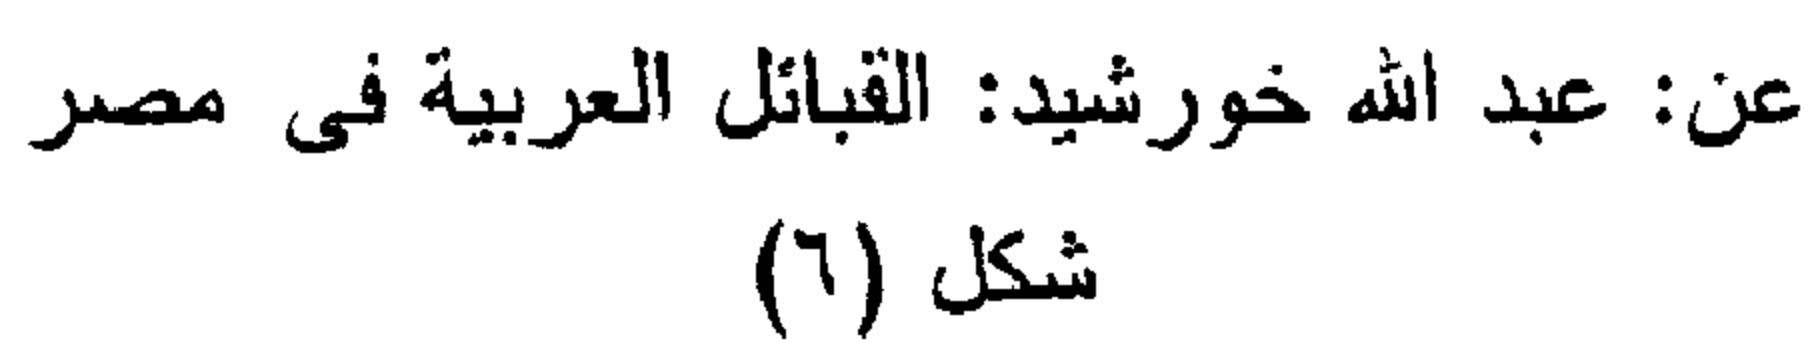 عن: عبد الله خورشيد: القبائل العربية فى مصر
شكل (٦)